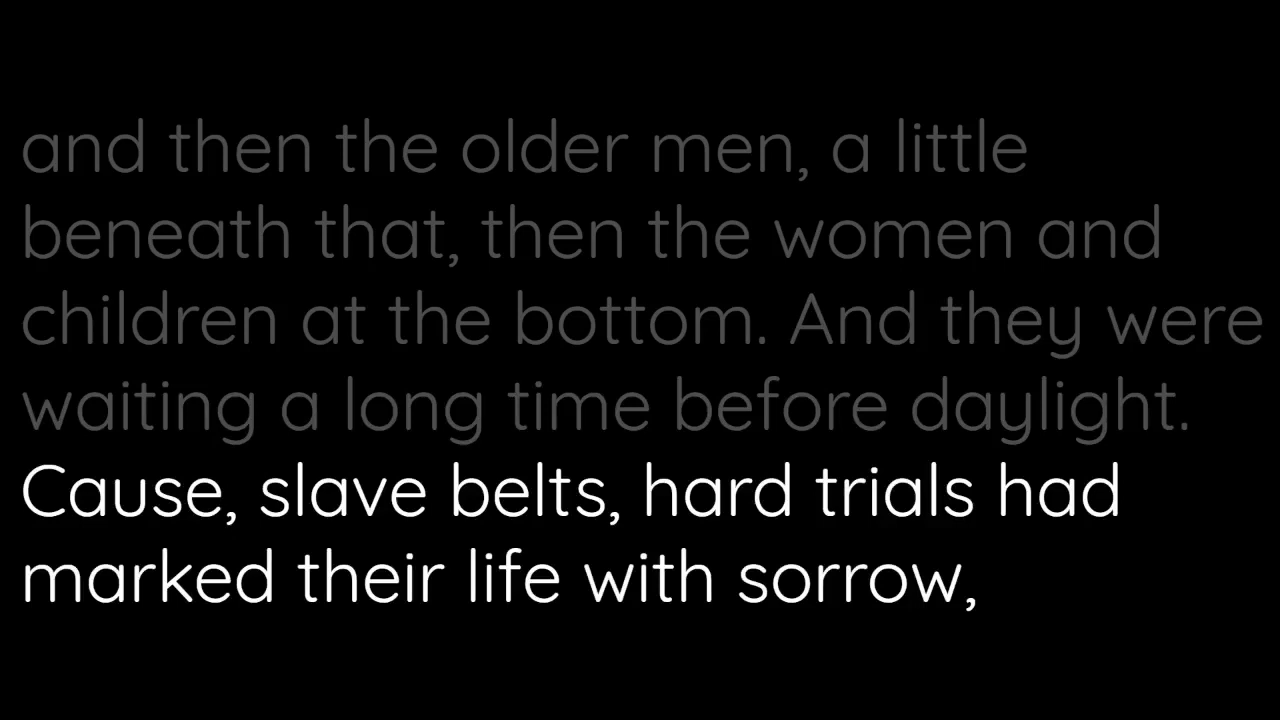 and then the older men, a little
beneath that, then the women and
children at the bottom. And they were
waiting a long time before daylight.
Cause, slave belts, hard trials had
marked their life with sorrow,